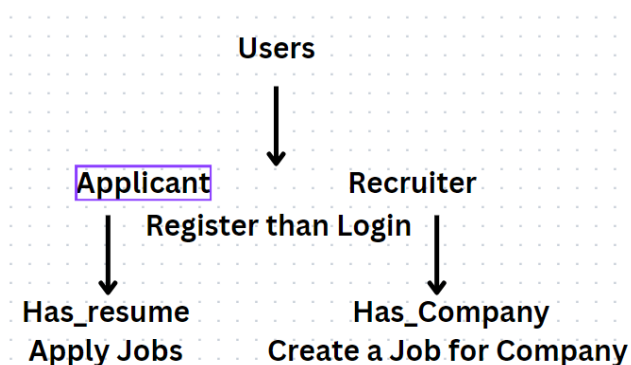 Users
Applicant Recruiter
Register than Login
Has_resume Has_Company
Apply Jobs Create a Job for Company